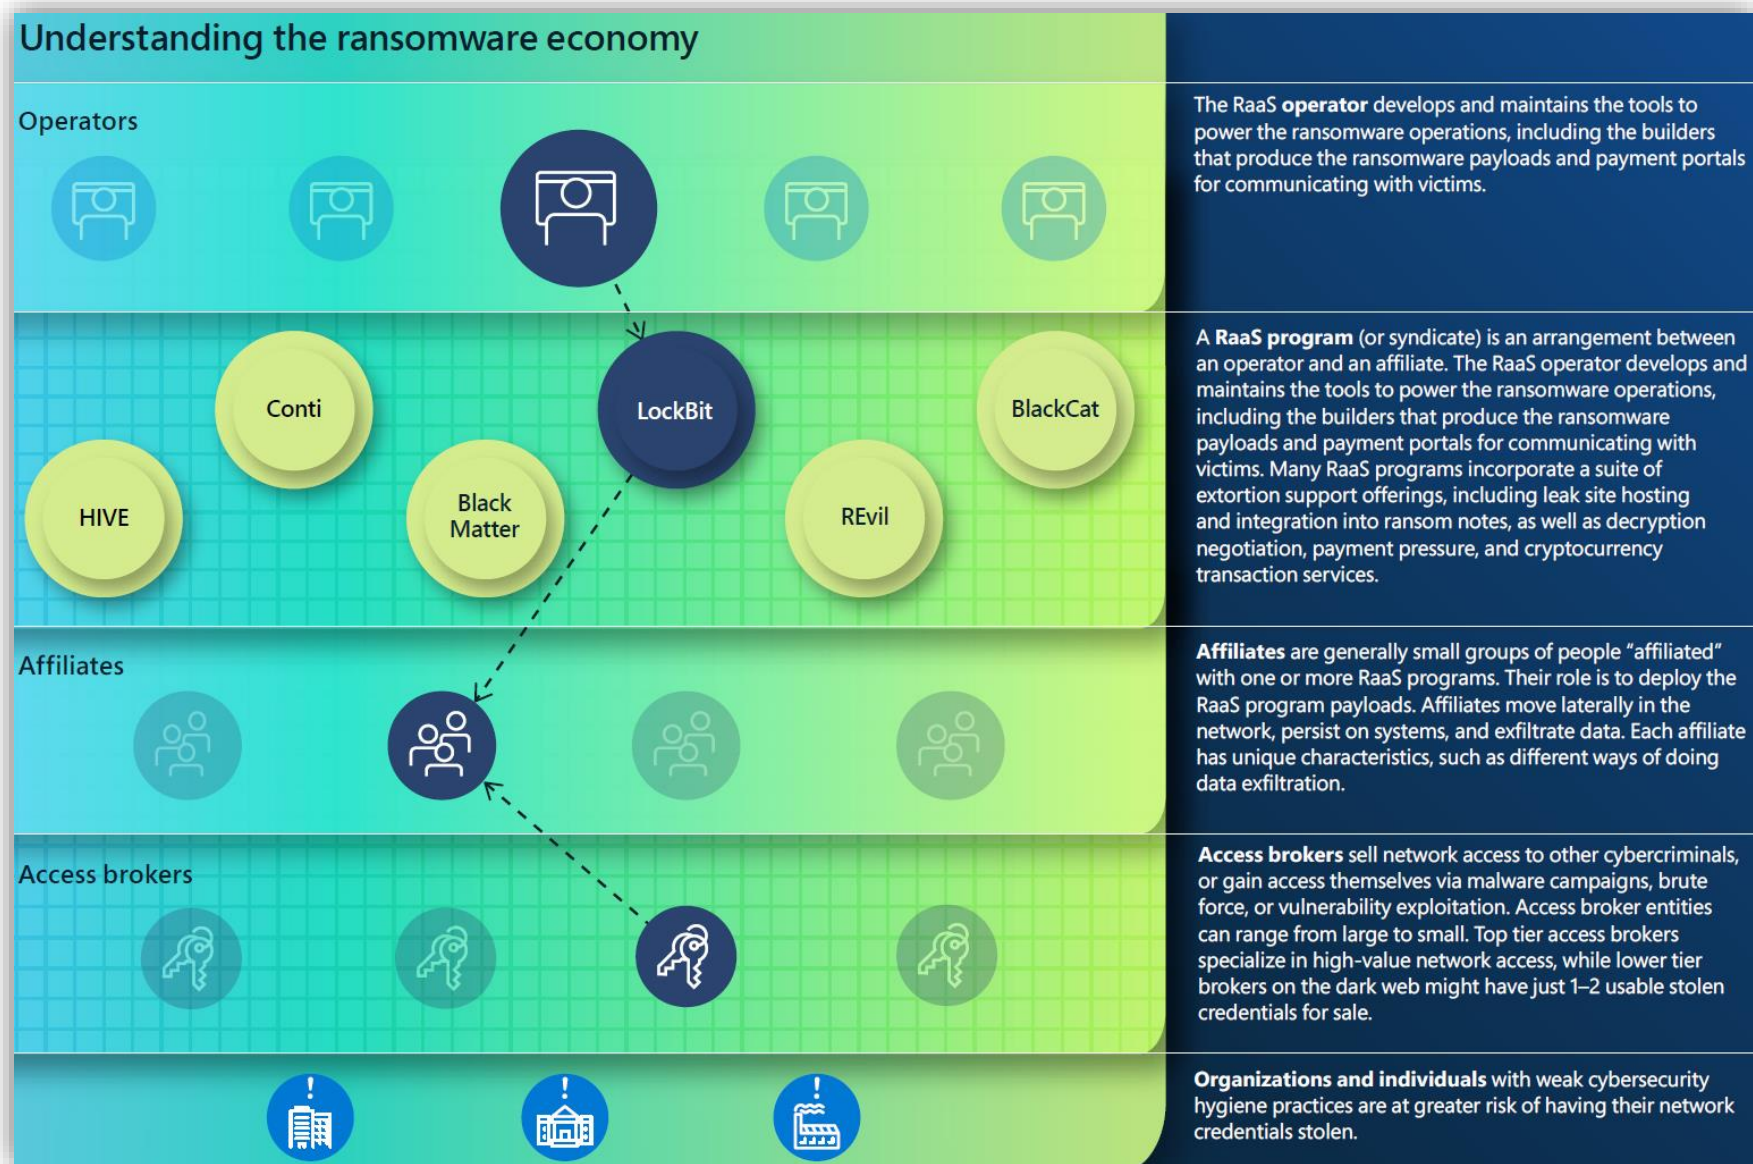 Understanding the ransomware economy
Operators
The RaaS operator develops and maintains the tools to
power the ransomware operations, including the builders
that produce the ransomware payloads and payment portals
for communicating with victims.
HIVE
Conti
Black
Matter
LockBit
REvil
BlackCat
A RaaS program (or syndicate) is an arrangement between
an operator and an affiliate. The RaaS operator develops and
maintains the tools to power the ransomware operations,
including the builders that produce the ransomware
payloads and payment portals for communicating with
victims. Many RaaS programs incorporate a suite of
extortion support offerings, including leak site hosting
and integration into ransom notes, as well as decryption
negotiation, payment pressure, and cryptocurrency
transaction services.
Affiliates
Affiliates are generally small groups of people “affiliated”
with one or more RaaS programs. Their role is to deploy the
RaaS program payloads. Affiliates move laterally in the
network, persist on systems, and exfiltrate data. Each affiliate
has unique characteristics, such as different ways of doing
data exfiltration.
Access brokers
Access brokers sell network access to other cybercriminals,
or gain access themselves via malware campaigns, brute
force, or vulnerability exploitation. Access broker entities
can range from large to small. Top tier access brokers
specialize in high-value network access, while lower tier
brokers on the dark web might have just 1–2 usable stolen
credentials for sale.
Organizations and individuals with weak cybersecurity
hygiene practices are at greater risk of having their network
credentials stolen.